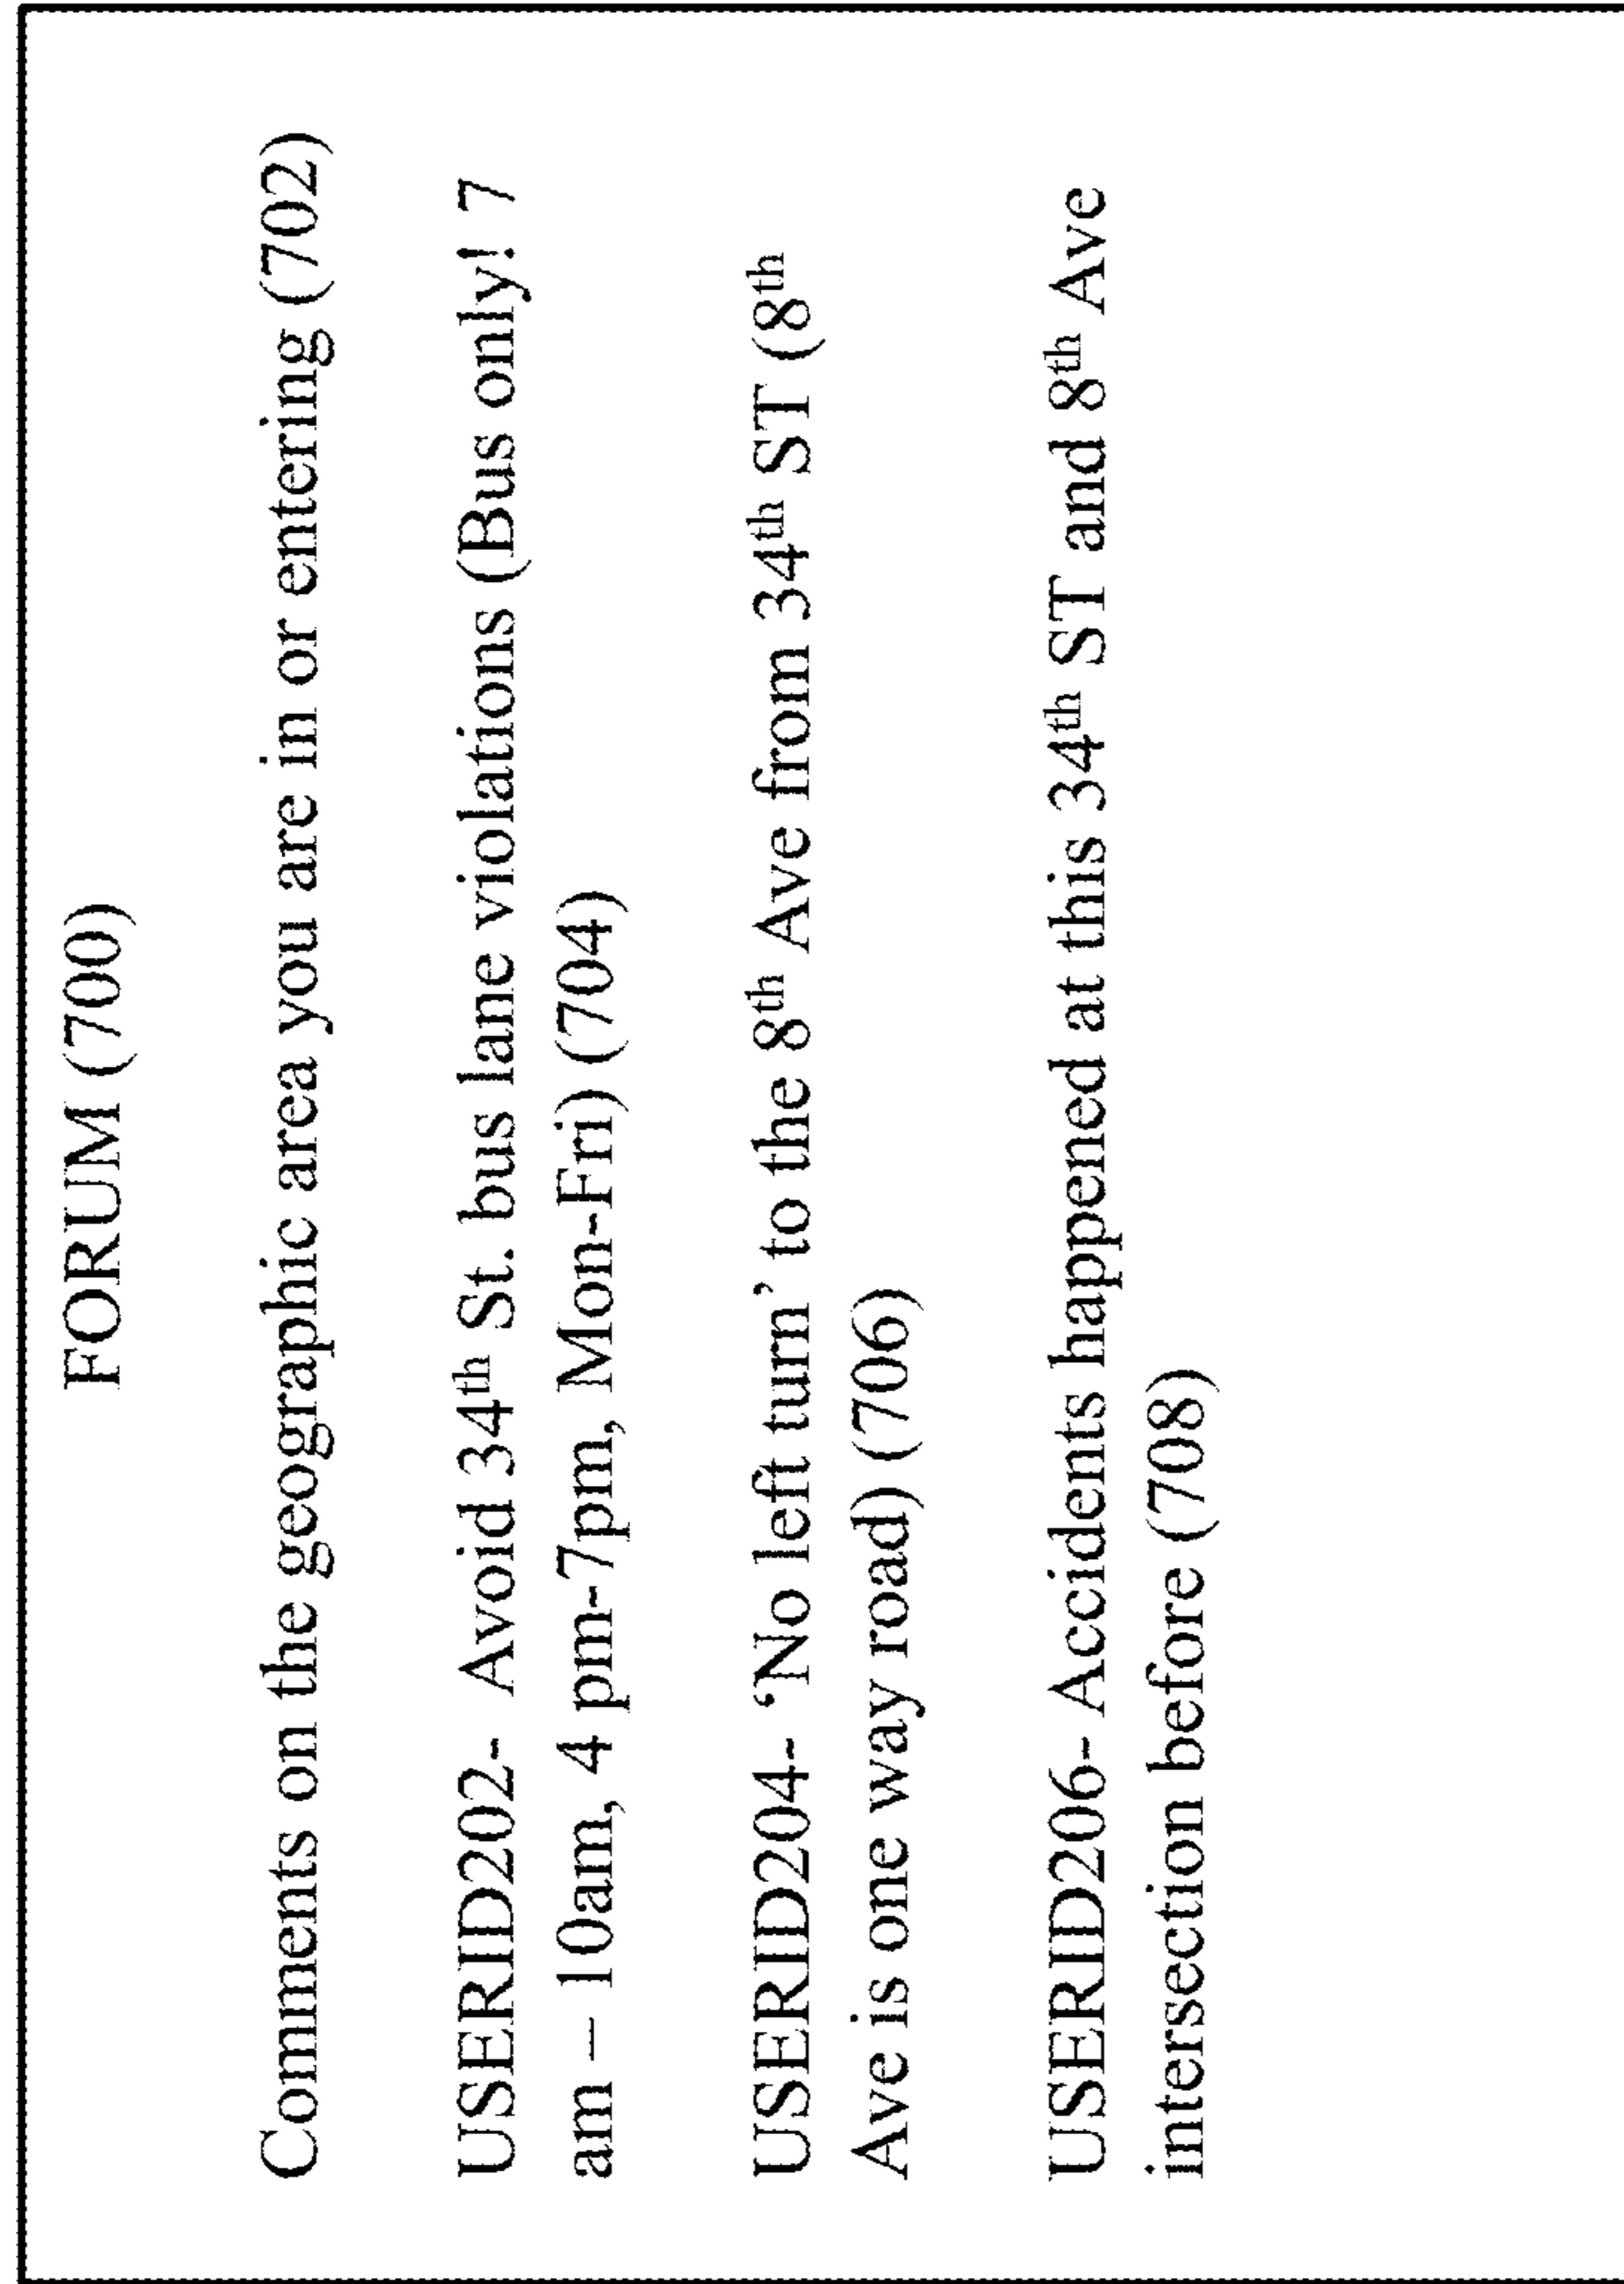 FORUM (700)
Comments on the geographic area you are in or entering (702)
USERID202- Avoid 34th St. bus lane violations (Bus only! 7
am – 10am, 4 pm-7pm, Mon-Fri) (704)
USERID204- ‘No left turn’ to the 8th Ave from 34th ST (8th
Ave is one way road) (706)
USERID206- Accidents happened at this 34th ST and 8th Ave
intersection before (708)